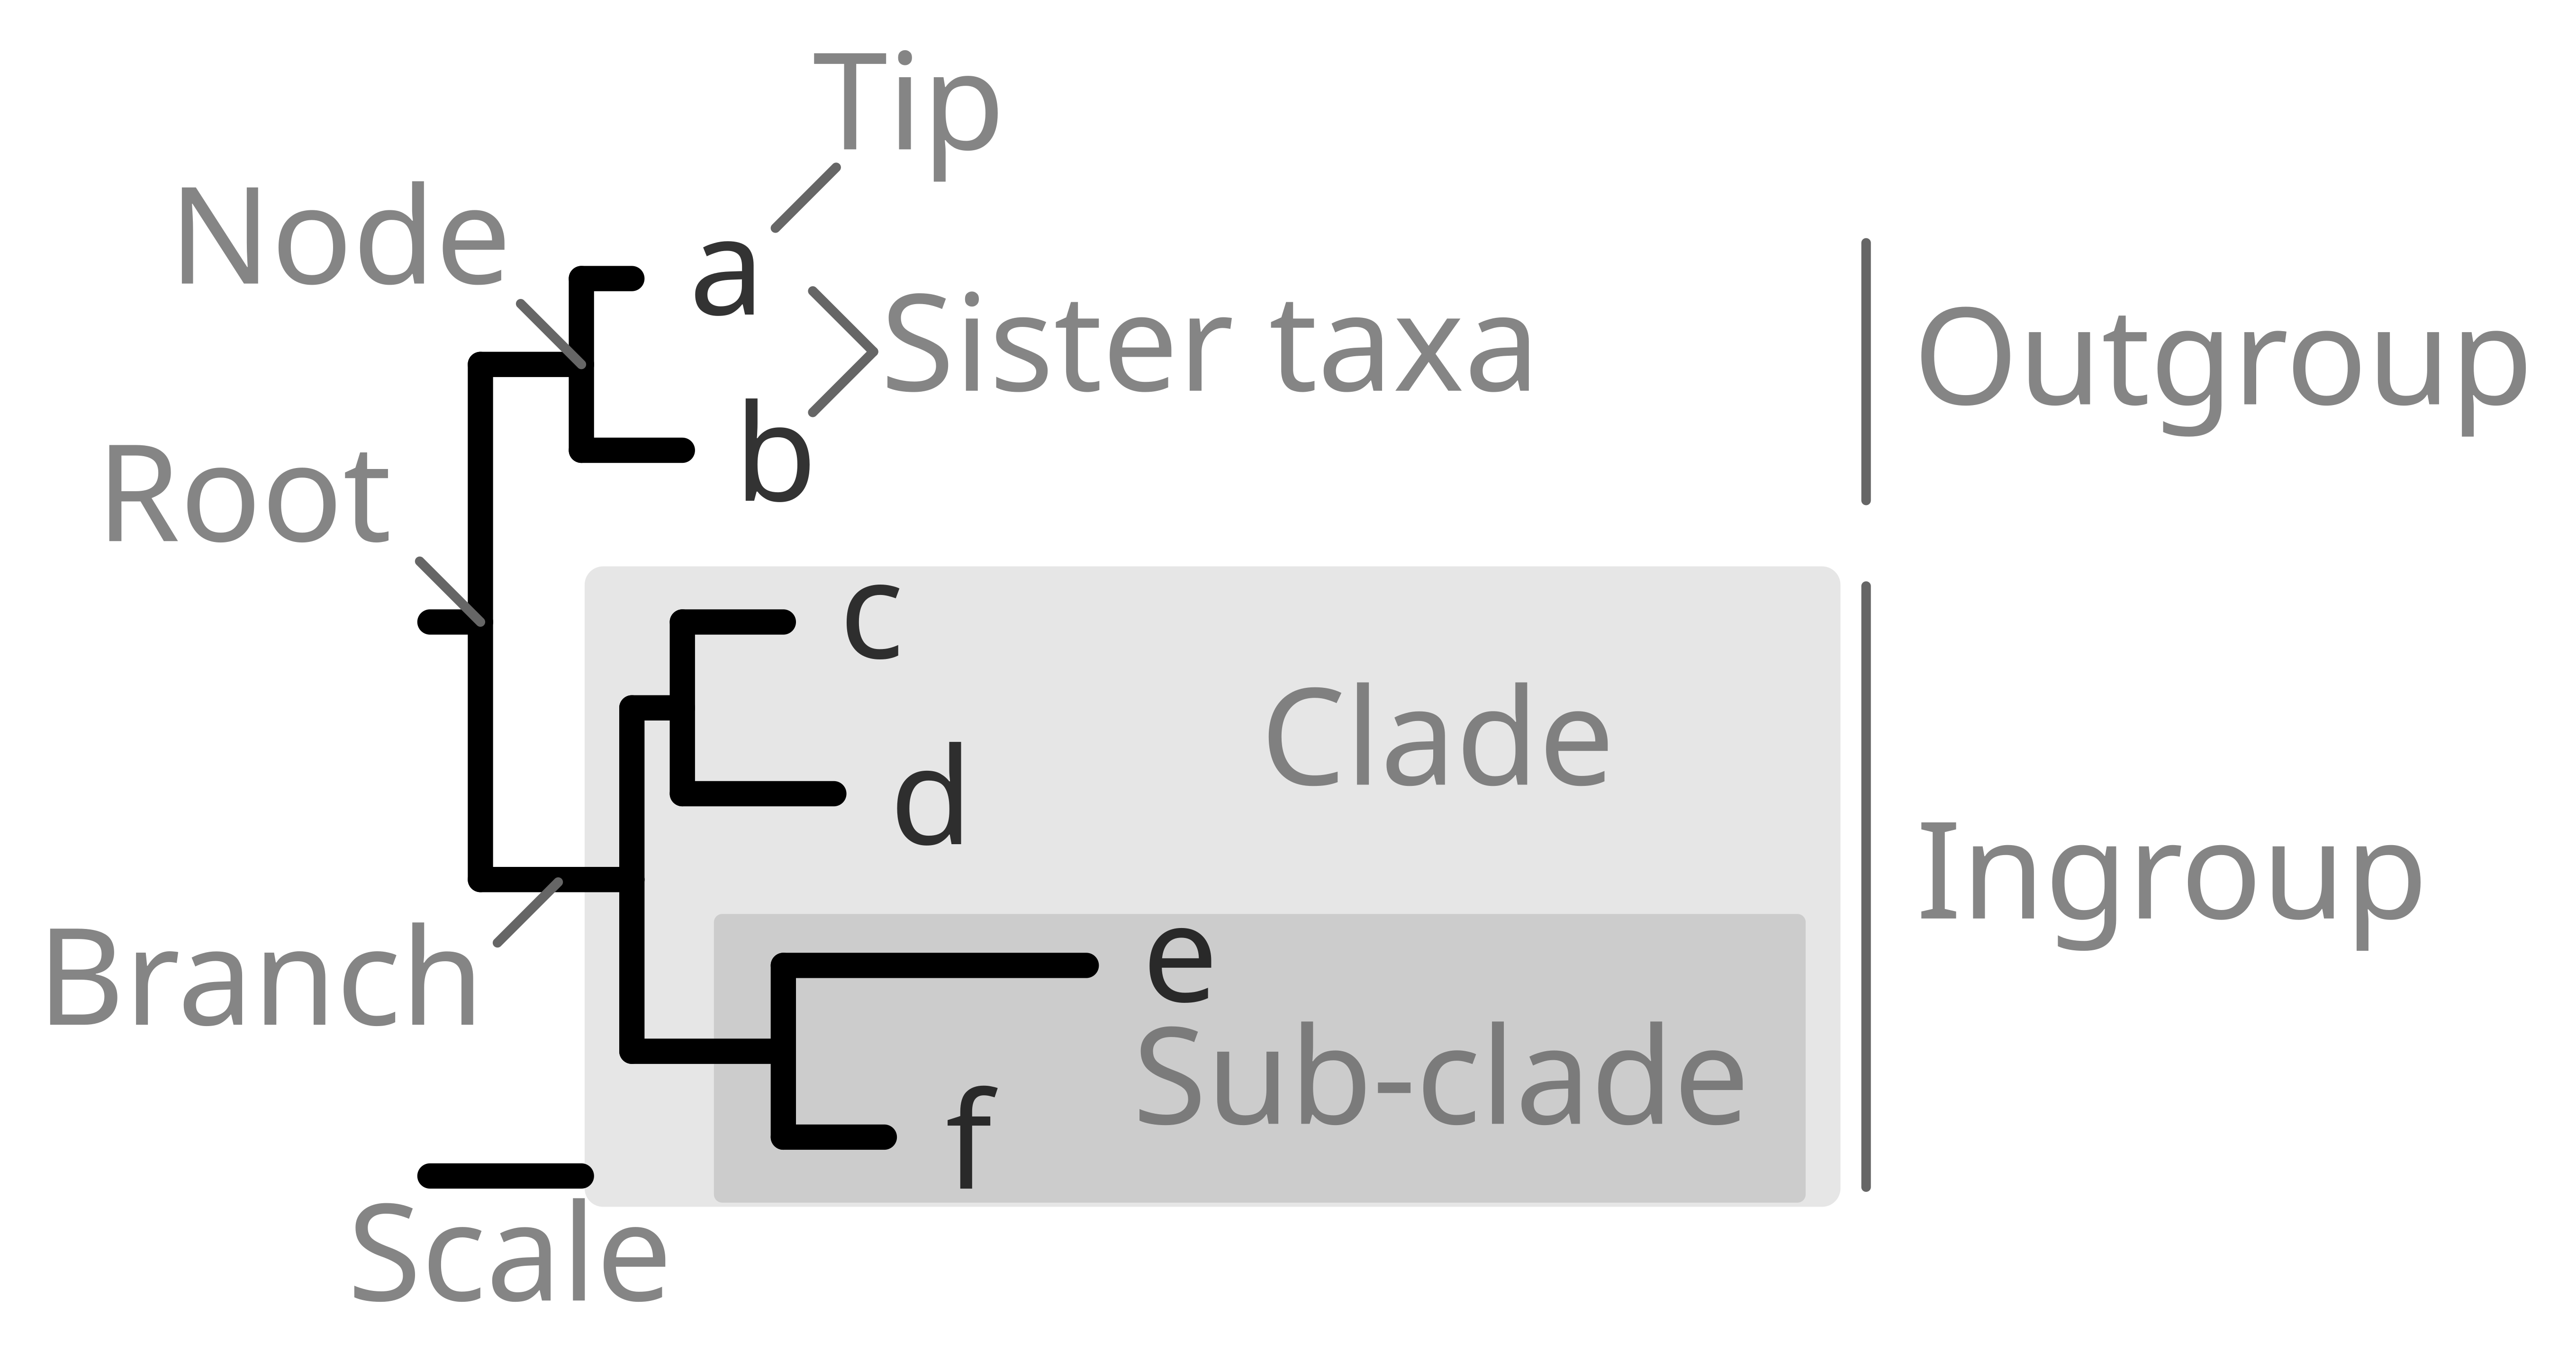 Tip
Node
a
Sister taxa
Outgroup
b
Root
c
Clade
d
Ingroup
Branch
e
Sub-clade
f
Scale